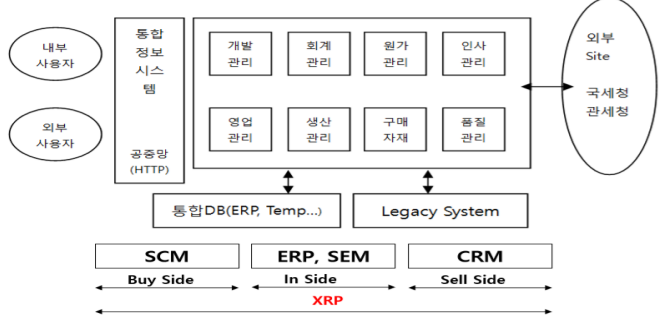 내부
사용자
외부
사용자
통합
정보
시스
템
공중망
(HTTP)
개발
관리
회계
관리
원가
관리
인사
관리
영업
관리
생산
관리
구매
자재
품질
관리
외부
Site
국세청
관세청
통합DB(ERP, Temp...)
Legacy System
SCM
ERP, SEM
CRM
Buy Side
In Side
Sell Side
XRP